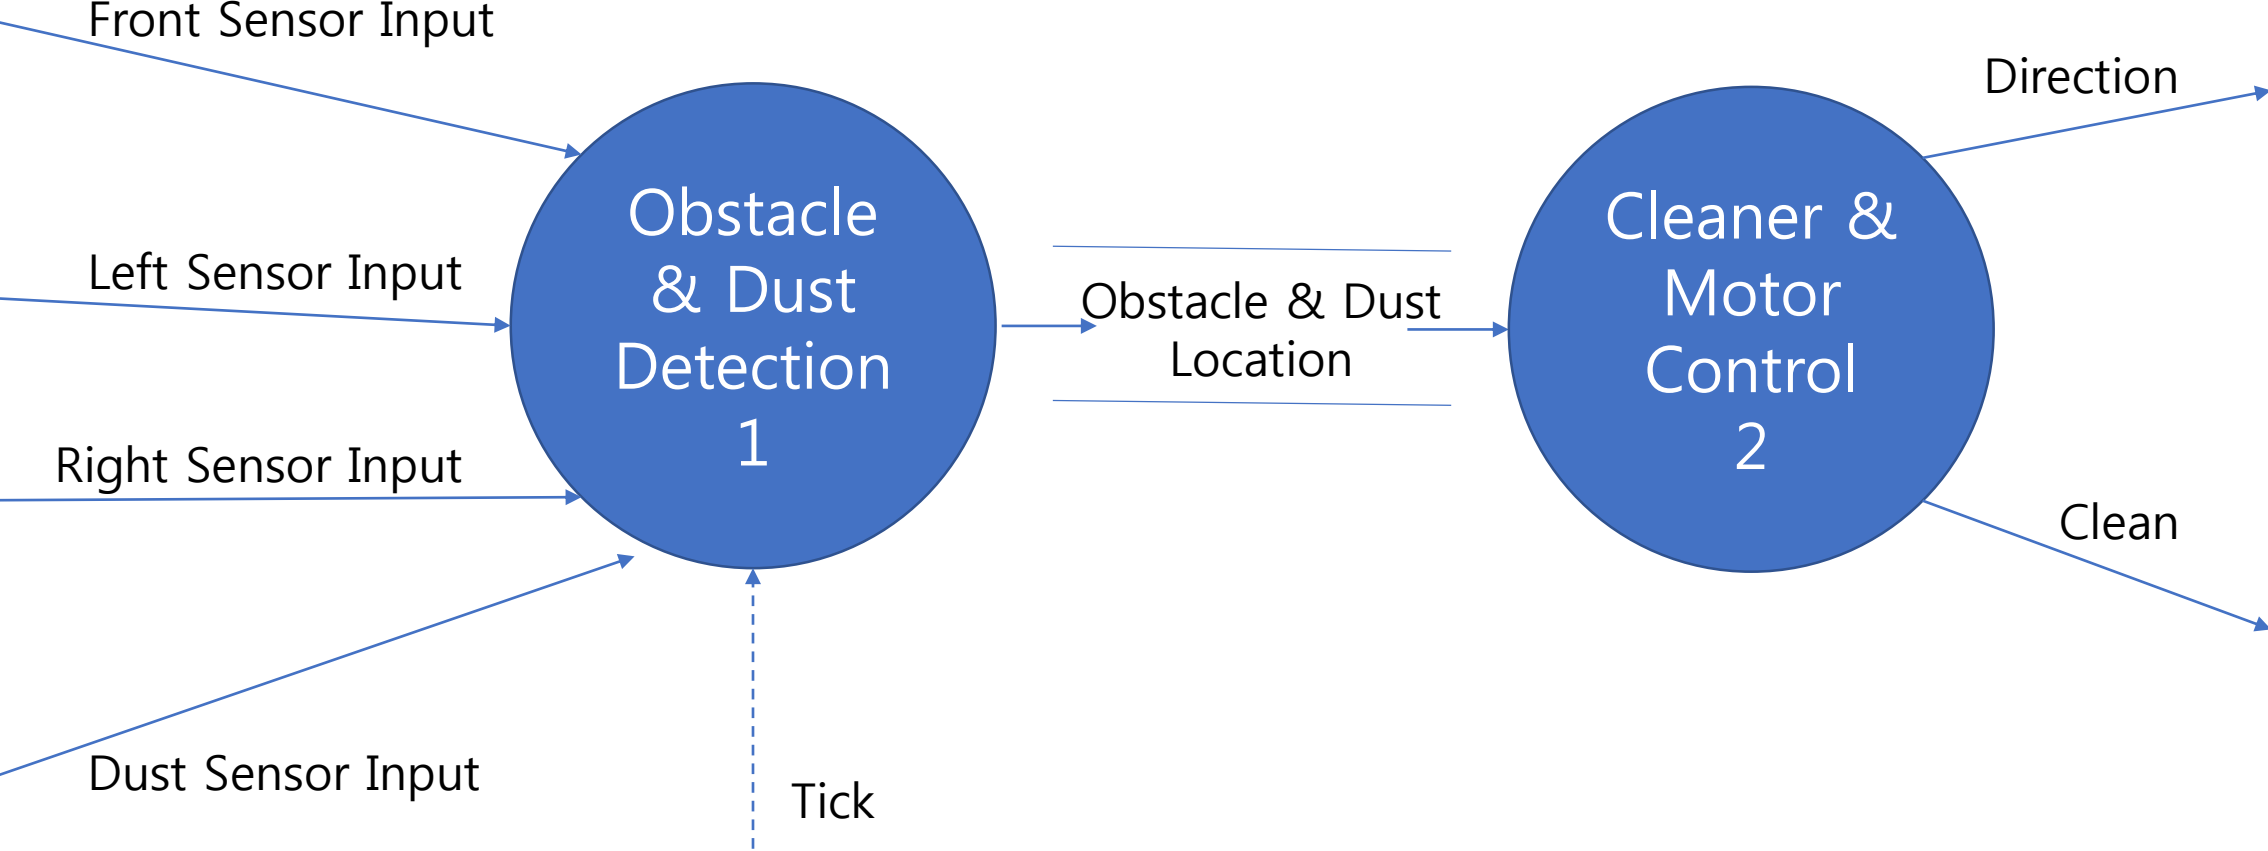 Front Sensor Input
Left Sensor Input
Right Sensor Input
Dust Sensor Input
Tick
Obstacle
& Dust
Detection
1
Obstacle & Dust
Location
Cleaner &
Motor
Control
2
Direction
Clean